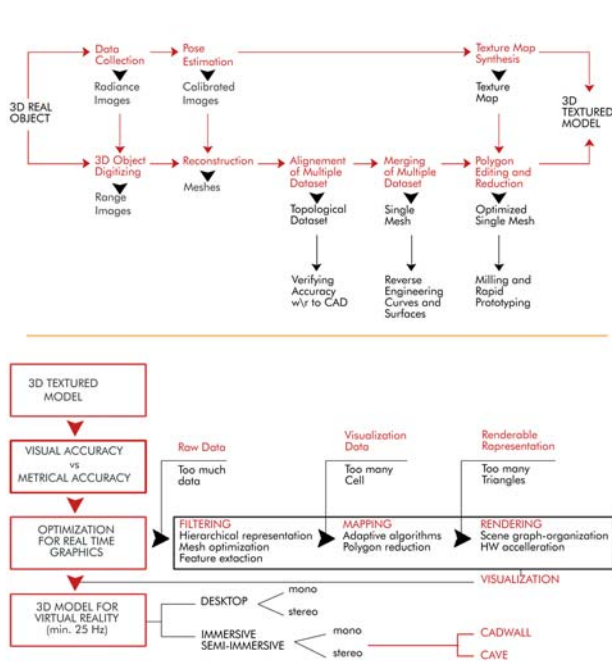 Data
Collection
Pose
Estimation
Texture Map
Synthesis
Radiance
Images
Calibrated
Images
Texture
Map
3D REAL
OBJECT
3D
TEXTURED
MODEL
3D Object
Digitizing
Reconstruction
Alignement
of Multiple
Dataset
Merging
of Multiple
Dataset
Polygon
Editing and
Reduction
Range
Images
Meshes
Topological
Dataset
Single
Mesh
Optimized
Single Mesh
Verifying
Accuracy
w\r to CAD
Reverse
Engineering
Curves and
Surfaces
Milling and
Rapid
Prototyping
3D TEXTURED
MODEL
VISUAL ACCURACY
vs
METRICAL ACCURACY
Raw Data
Too much
data
Visualization
Data
Too many
Cell
Renderable
Rapresentation
Too many
Triangles
OPTIMIZATION
FOR REAL TIME
GRAPHICS
FILTERING
Hierarchical representation
Mesh optimization
Feature extaction
MAPPING
Adaptive algorithms
Polygon reduction
RENDERING
Scene graph-organization
HW accelleration
VISUALIZATION
3D MODEL FOR
VIRTUAL REALITY
(min. 25 Hz)
DESKTOP
mono
stereo
IMMERSIVE
SEMI-IMMERSIVE
mono
stereo
CADWALL
CAVE